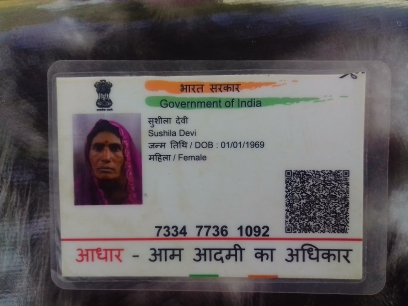 भारत सरकार
Government of India
सुशीला देवी
Sushila Devi
जन्म तिथि / DOB : 01/01/1969
महिला / Female
7334 7736 1092
आधार - आम आदमी का अधिकार